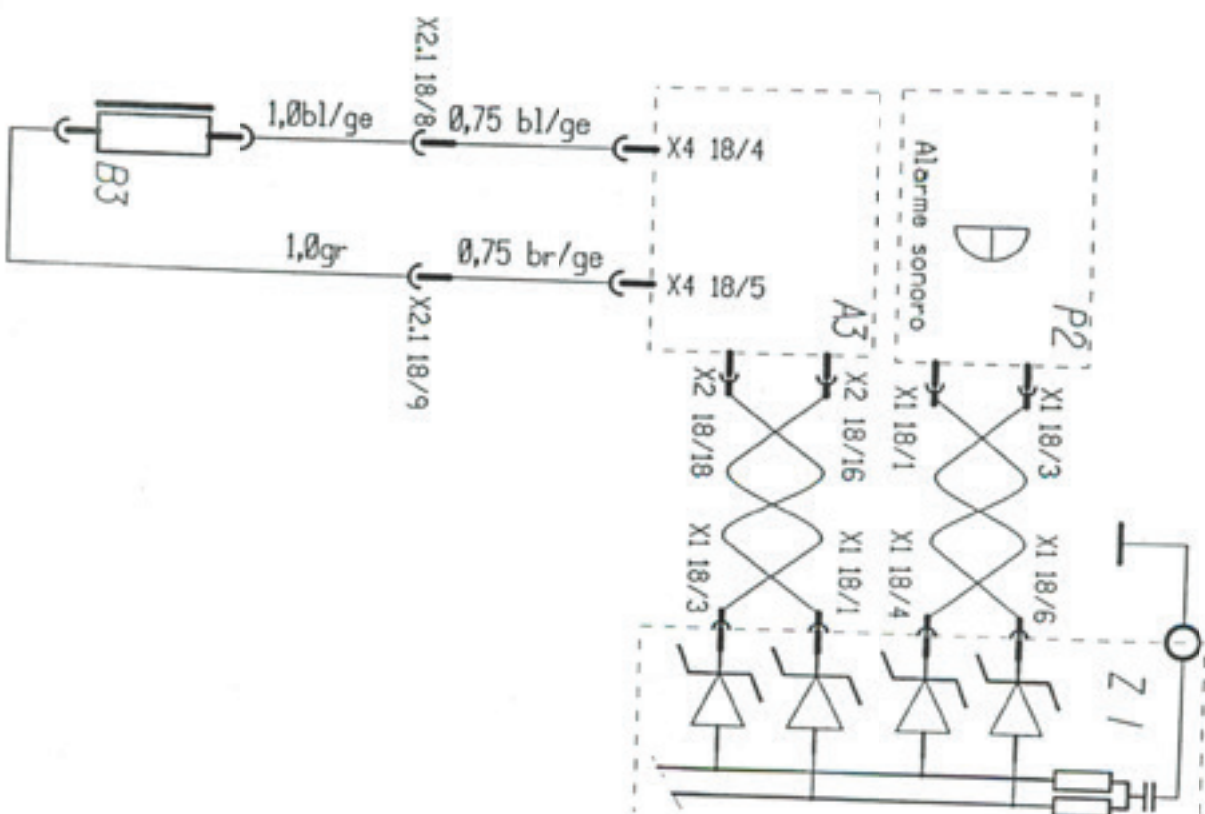 X2.1 18/8
1,0bl/ge
0,75 bl/ge
X4 18/4
B3
Alarme sonoro
1,0gr
0,75 br/ge
X4 18/5
X2.1 18/9
A3
P2
X2 18/18
X2 18/16
X1 18/1
X1 18/3
X1 18/3
X1 18/1
X1 18/4
X1 18/6
Z1